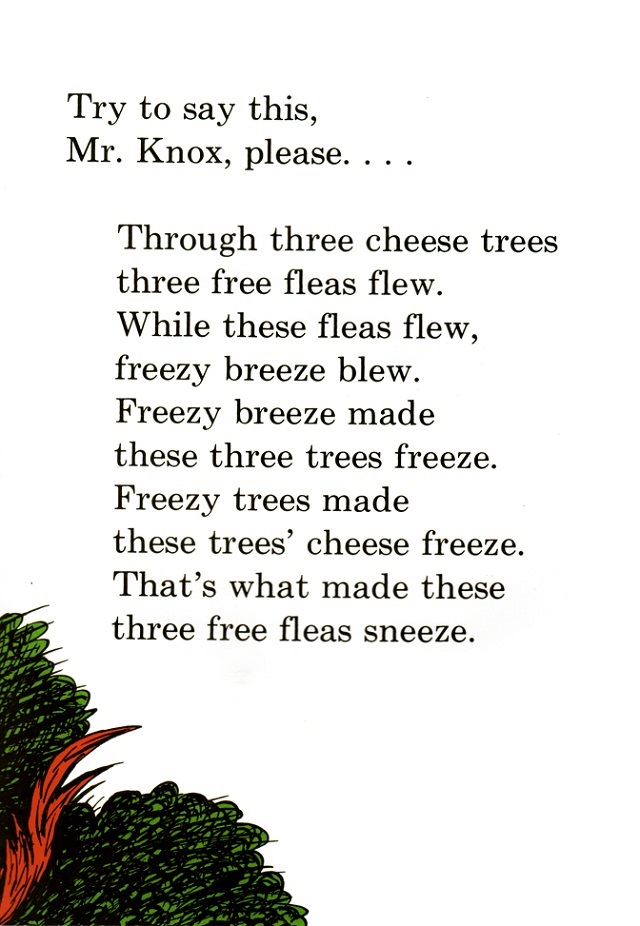 Try to say this,
Mr. Knox, please. . . .
Through three cheese trees
three free fleas flew.
While these fleas flew,
freezy breeze blew.
Freezy breeze made
these three trees freeze.
Freezy trees made
these trees’ cheese freeze.
That’s what made these
three free fleas sneeze.